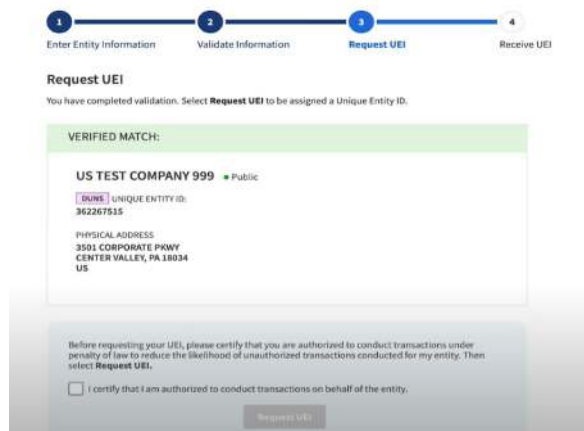 1
2
3
4
Enter Entity Information
Validate Information
Request UEI
Receive UEI
Request UEI
You have completed validation. Select Request UEI to be assigned a Unique Entity ID.
VERIFIED MATCH:
US TEST COMPANY 999 • Public
DUNS UNIQUE ENTITY ID:
362267515
PHYSICAL ADDRESS
3501 CORPORATE PKWY
CENTER VALLEY, PA 18034
US
Before requesting your UEI, please certify that you are authorized to conduct transactions under
penalty of law to reduce the likelihood of unauthorized transactions conducted for my entity. Then
select Request UEI.
I certify that I am authorized to conduct transactions on behalf of the entity.
Request UEI